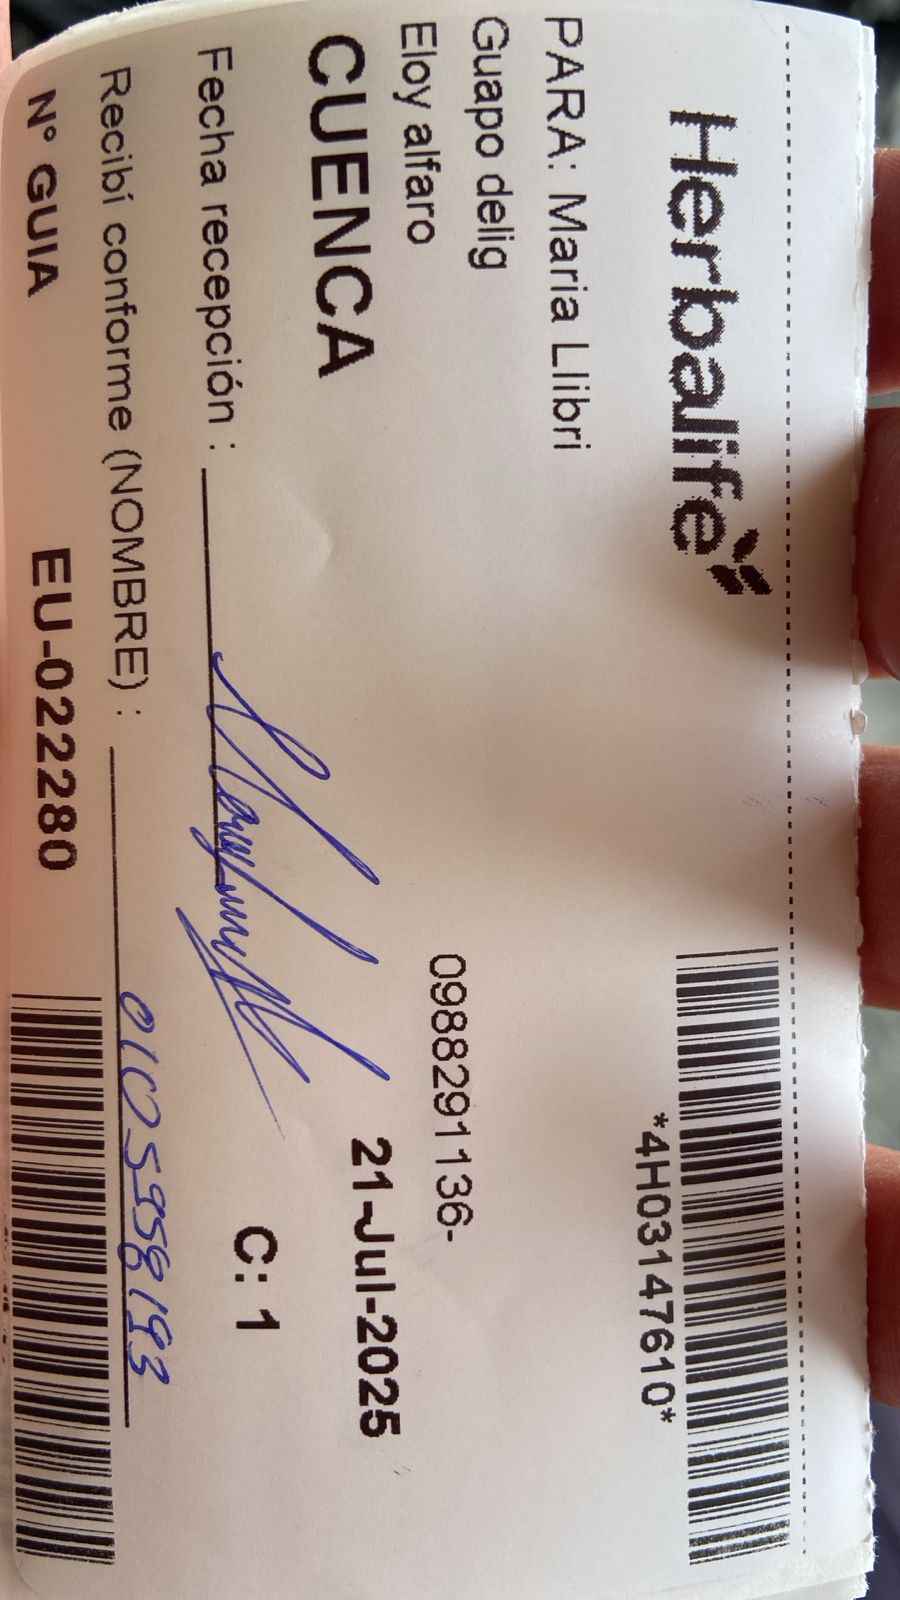 Herbalife
*4H03147610*
PARA: Maria Llibri
Guapo delig
Eloy alfaro
0988291136-
CUENCA
21-Jul-2025
Fecha recepción :
C: 1
Recibí conforme (NOMBRE) :
N° GUIA
EU-022280